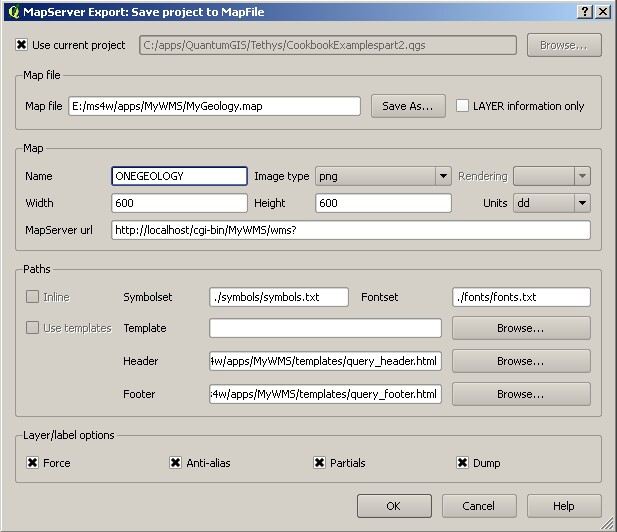 MapServer Export: Save project to MapFile
Use current project C:/apps/QuantumGIS/Tethys/CookbookExamplespart2.qgs Browse...
Map file
Map file E:/ms4w/apps/MyWMS/MyGeology.map Save As... LAYER information only
Map
Name ONEGEOLOGY Image type png Rendering
Width 600 Height 600 Units dd
MapServer url http://localhost/cgi-bin/MyWMS/wms?
Paths
Inline Symbolset ./symbols/symbols.txt Fontset ./fonts/fonts.txt
Use templates Template Browse...
Header 4w/apps/MyWMS/templates/query_header.html Browse...
Footer 4w/apps/MyWMS/templates/query_footer.html Browse...
Layer/label options
Force Anti-alias Partials Dump
OK Cancel Help